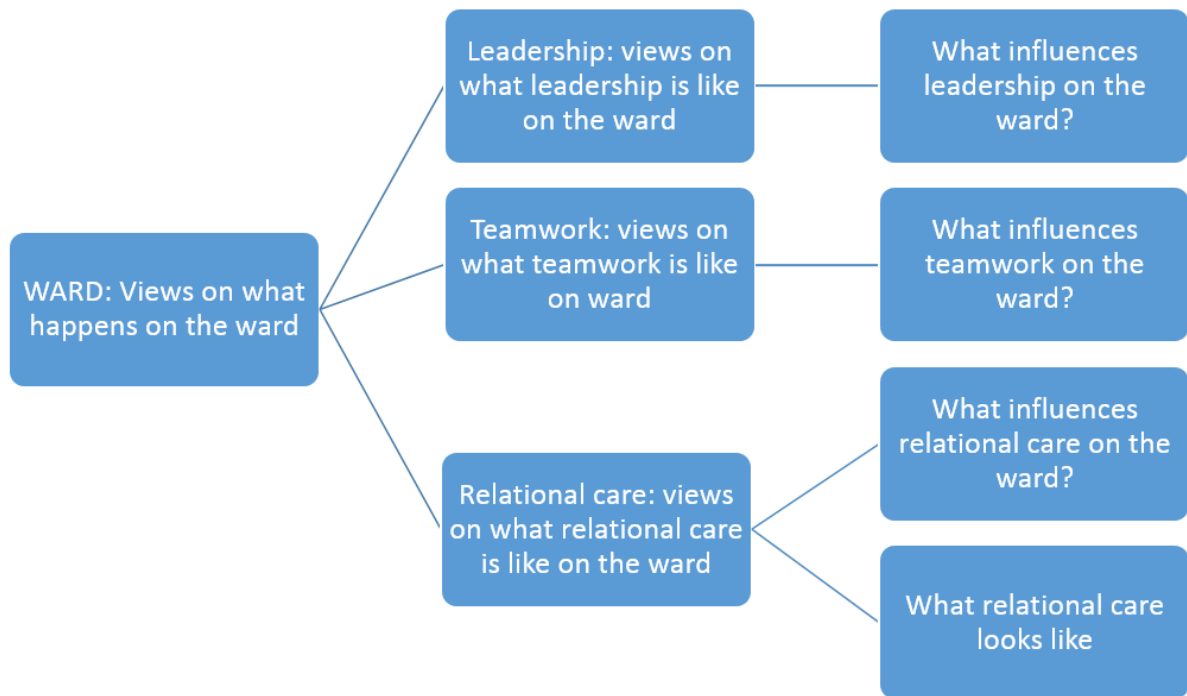 WARD: Views on what
happens on the ward
Leadership: views on
what leadership is like
on the ward
What influences
leadership on the
ward?
Teamwork: views on
what teamwork is like
on ward
What influences
teamwork on the
ward?
Relational care: views
on what relational care
is like on the ward
What influences
relational care on the
ward?
What relational care
looks like